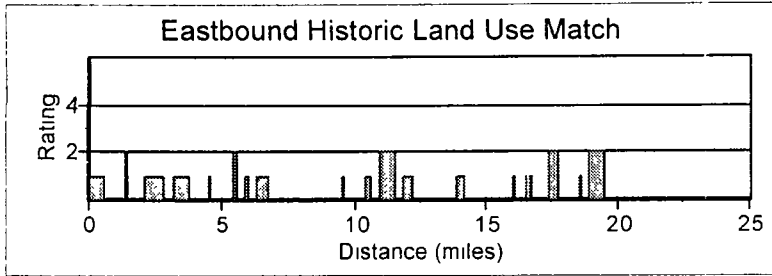 Eastbound Historic Land Use Match
Rating
4
2
0 5 10 15 20 25
Distance (miles)